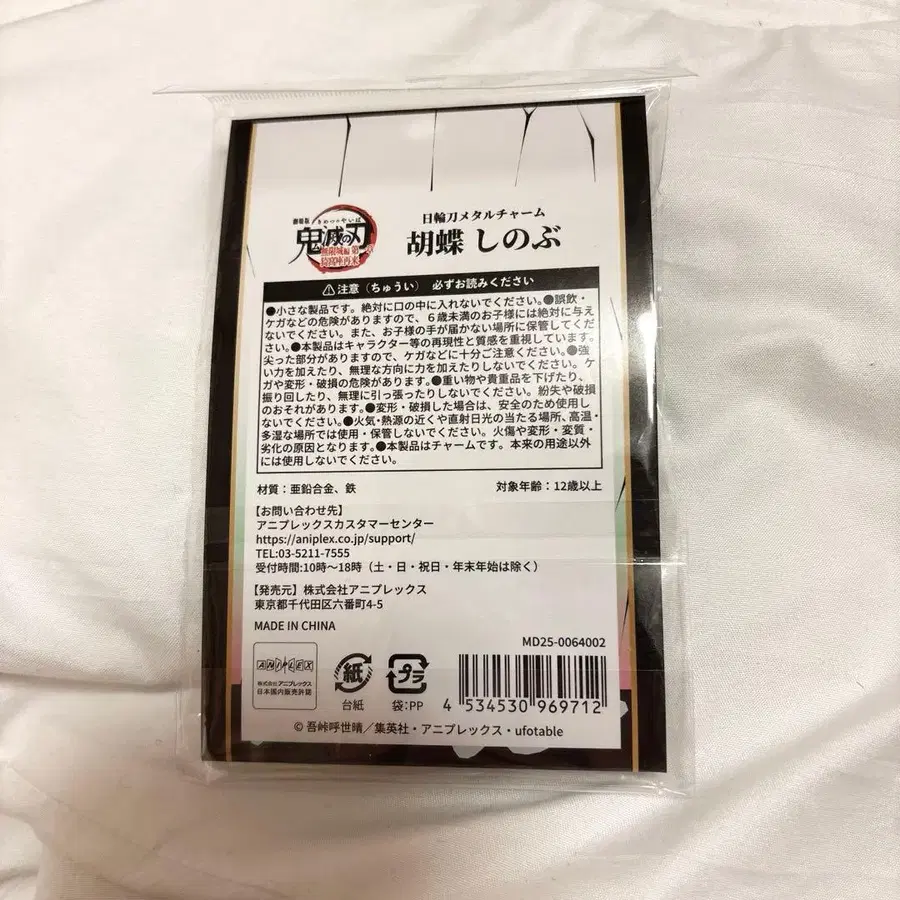 劇場版
きめつのやいば
鬼滅の刃
無限城編 第一章
猗窩座再来
日輪刀メタルチャーム
胡蝶 しのぶ
⚠注意（ちゅうい） 必ずお読みください
●小さな製品です。絶対に口の中に入れないでください。●誤飲・
ケガなどの危険がありますので、６歳未満のお子様には絶対に与え
ないでください。また、お子様の手が届かない場所に保管してくだ
さい。●本製品はキャラクター等の再現性と質感を重視しています。
尖った部分がありますので、ケガなどに十分ご注意ください。●強
い力を加えたり、無理な方向に力を加えたりしないでください。ケ
ガや変形・破損の危険があります。●重い物や貴重品を下げたり、
振り回したり、無理に引っ張ったりしないでください。紛失や破損
のおそれがあります。●変形・破損した場合は、安全のため使用し
ないでください。●火気・熱源の近くや直射日光の当たる場所、高温・
多湿な場所では使用・保管しないでください。火傷や変形・変質・
劣化の原因となります。●本製品はチャームです。本来の用途以外
には使用しないでください。
材質：亜鉛合金、鉄
対象年齢：12歳以上
【お問い合わせ先】
アニプレックスカスタマーセンター
https://aniplex.co.jp/support/
TEL:03-5211-7555
受付時間:10時～18時（土・日・祝日・年末年始は除く）
【発売元】株式会社アニプレックス
東京都千代田区六番町4-5
MADE IN CHINA
MD25-0064002
ANIPLEX
株式会社アニプレックス
日本国内販売許諾
紙
台紙
プラ
袋：PP
4 534530 969712
© 吾峠呼世晴／集英社・アニプレックス・ufotable